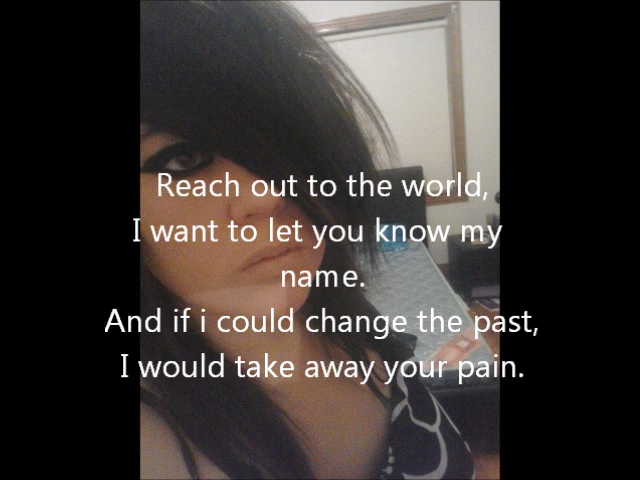 Reach out to the world,
I want to let you know my
name.
And if i could change the past,
I would take away your pain.